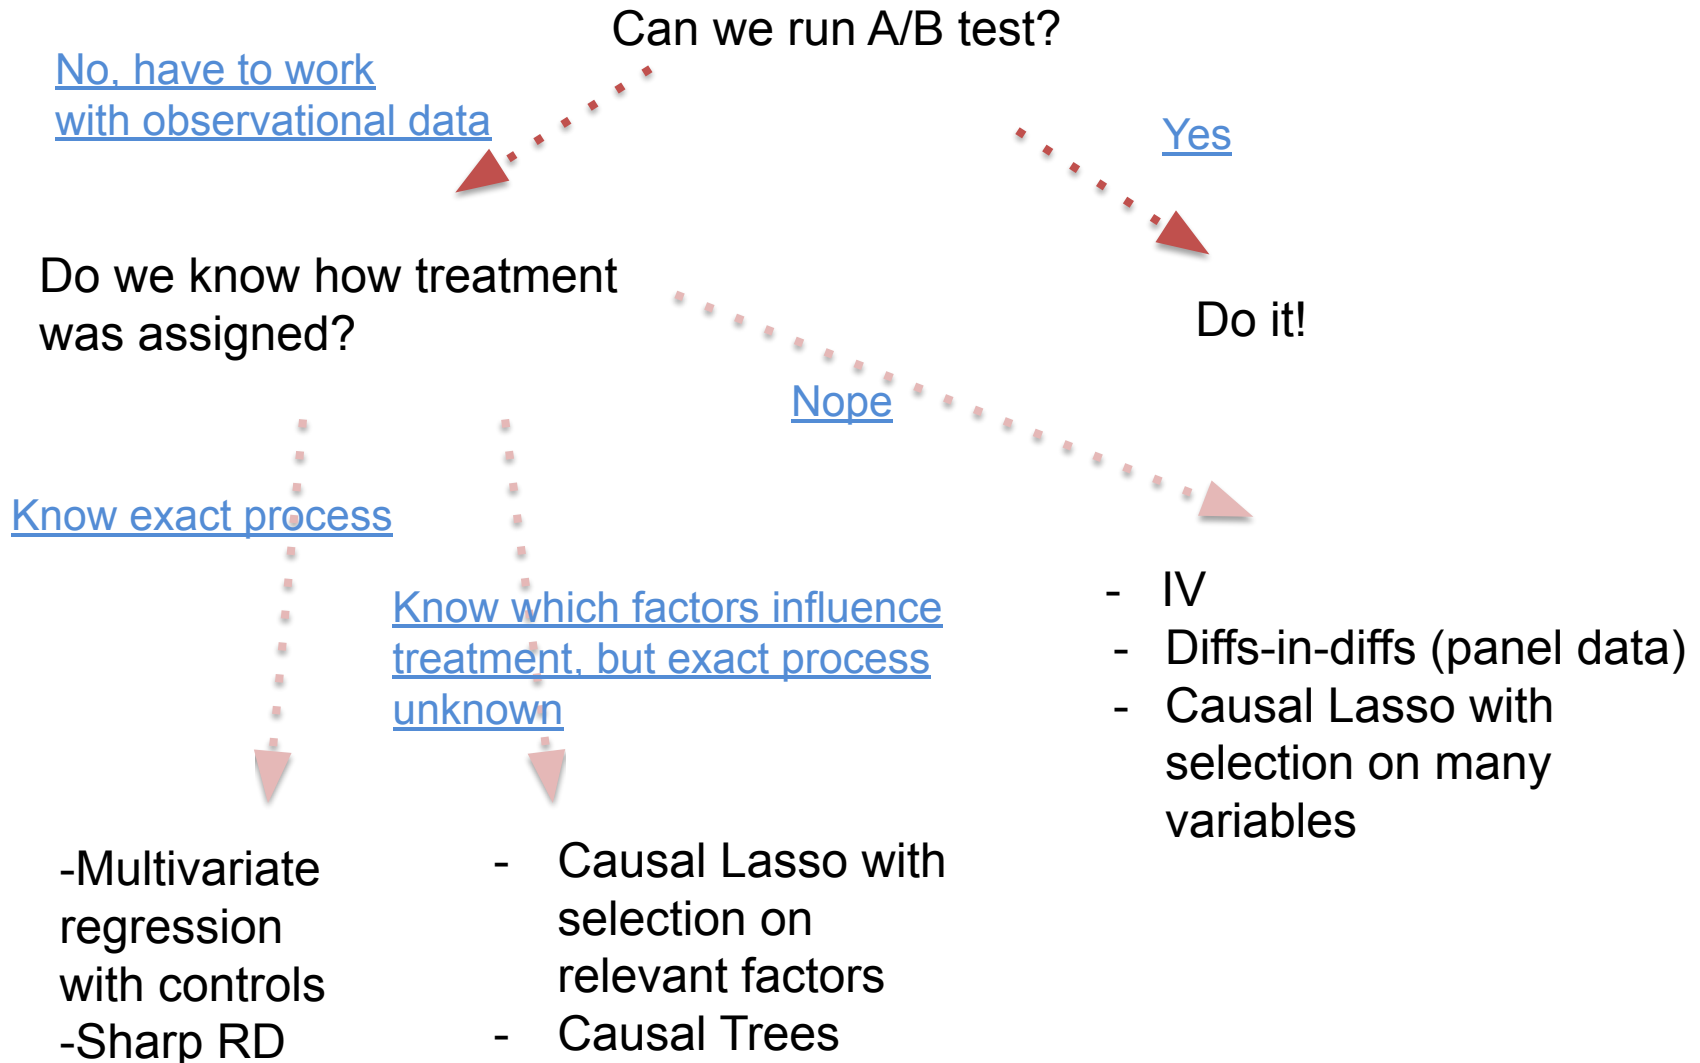 Can we run A/B test?
No, have to work
with observational data
Yes
Do we know how treatment
was assigned?
Do it!
Nope
Know exact process
Know which factors influence
treatment, but exact process
unknown
- IV
- Diffs-in-diffs (panel data)
- Causal Lasso with
selection on many
variables
-Multivariate
regression
with controls
-Sharp RD
- Causal Lasso with
selection on
relevant factors
- Causal Trees